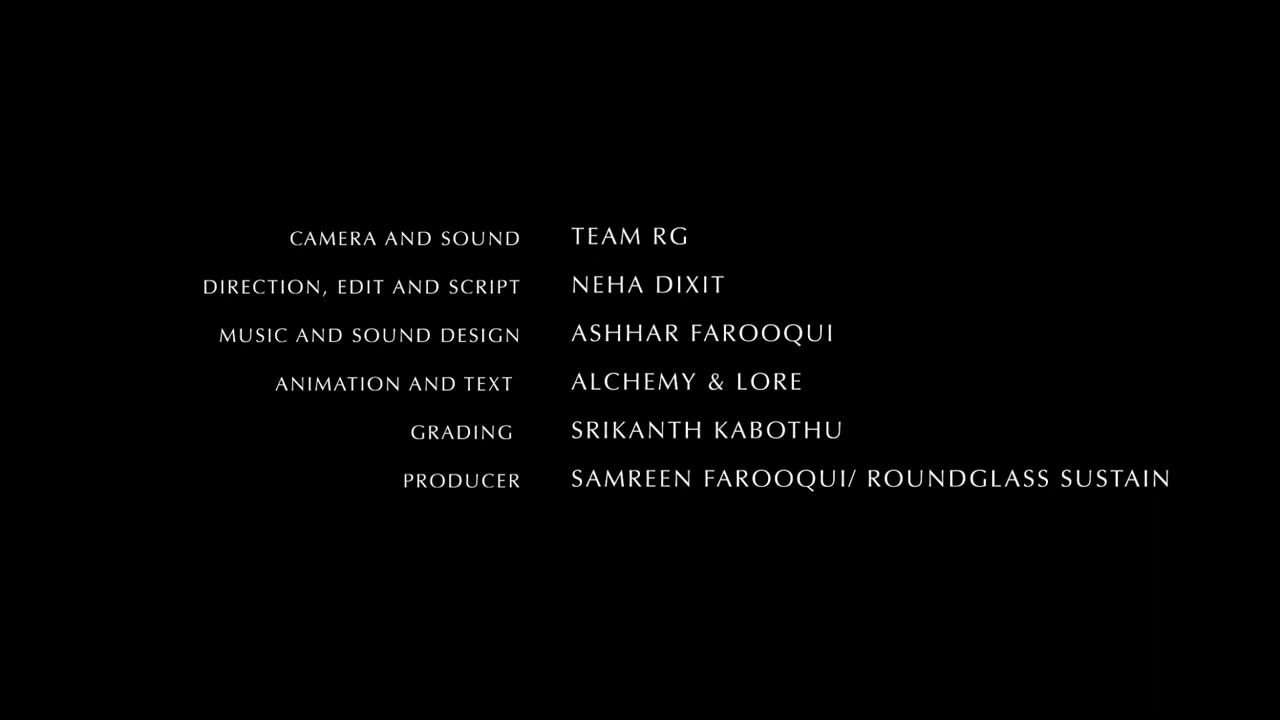 CAMERA AND SOUND TEAM RG
DIRECTION, EDIT AND SCRIPT NEHA DIXIT
MUSIC AND SOUND DESIGN ASHHAR FAROOQUI
ANIMATION AND TEXT ALCHEMY & LORE
GRADING SRIKANTH KABOTHU
PRODUCER SAMREEN FAROOQUI/ ROUNDGLASS SUSTAIN